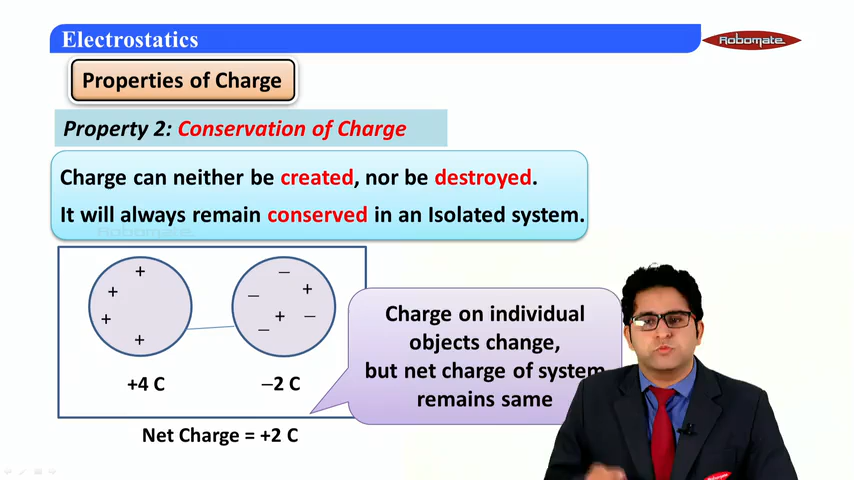 Electrostatics
Robomate
Properties of Charge
Property 2: Conservation of Charge
Charge can neither be created, nor be destroyed.
It will always remain conserved in an Isolated system.
Robomate
+ −
+ − +
+ + −
+ −
Charge on individual
objects change,
but net charge of system
remains same
+4 C −2 C
Net Charge = +2 C